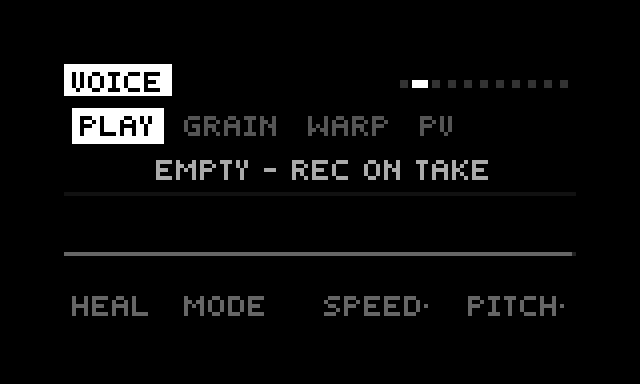 VOICE
PLAY GRAIN WARP PV
EMPTY - REC ON TAKE
HEAL MODE SPEED· PITCH·